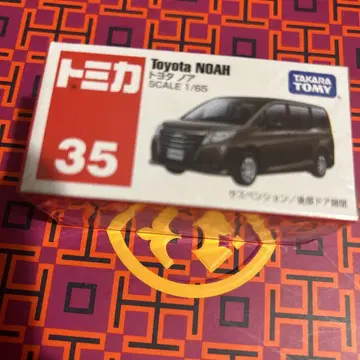 トミカ
35
Toyota NOAH
トヨタ ノア
SCALE 1/65
TAKARA
TOMY
サスペンション/後部ドア開閉